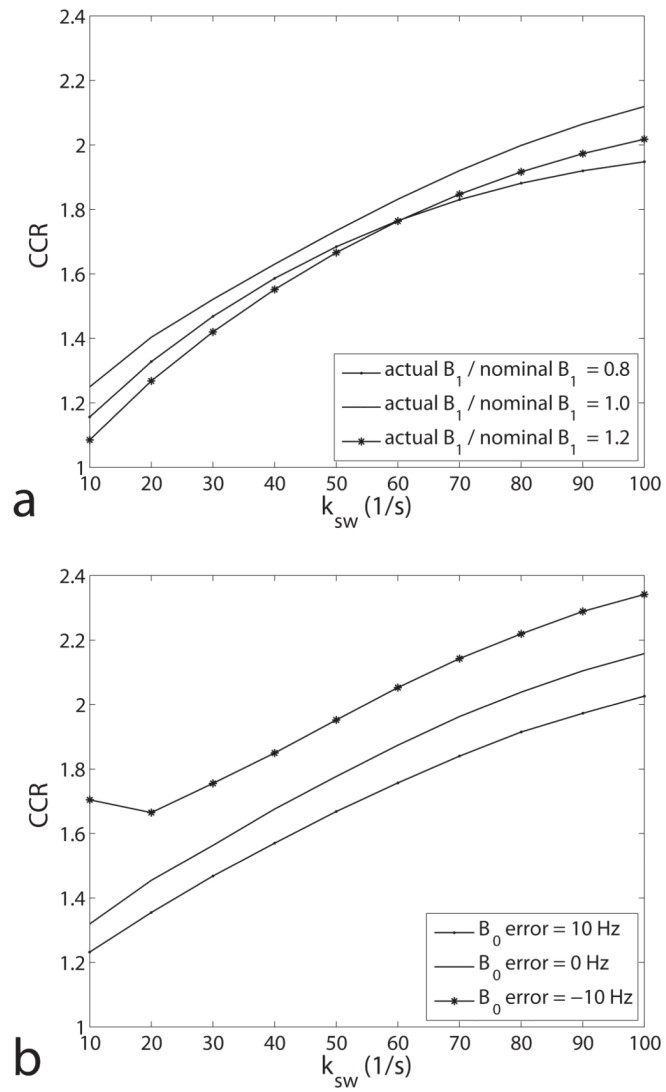 2.4
2.2
2
1.8
1.6
1.4
1.2
1
CCR
actual B1 / nominal B1 = 0.8
actual B1 / nominal B1 = 1.0
actual B1 / nominal B1 = 1.2
10 20 30 40 50 60 70 80 90 100
ksw (1/s)
a
2.4
2.2
2
1.8
1.6
1.4
1.2
1
CCR
B0 error = 10 Hz
B0 error = 0 Hz
B0 error = −10 Hz
10 20 30 40 50 60 70 80 90 100
ksw (1/s)
b